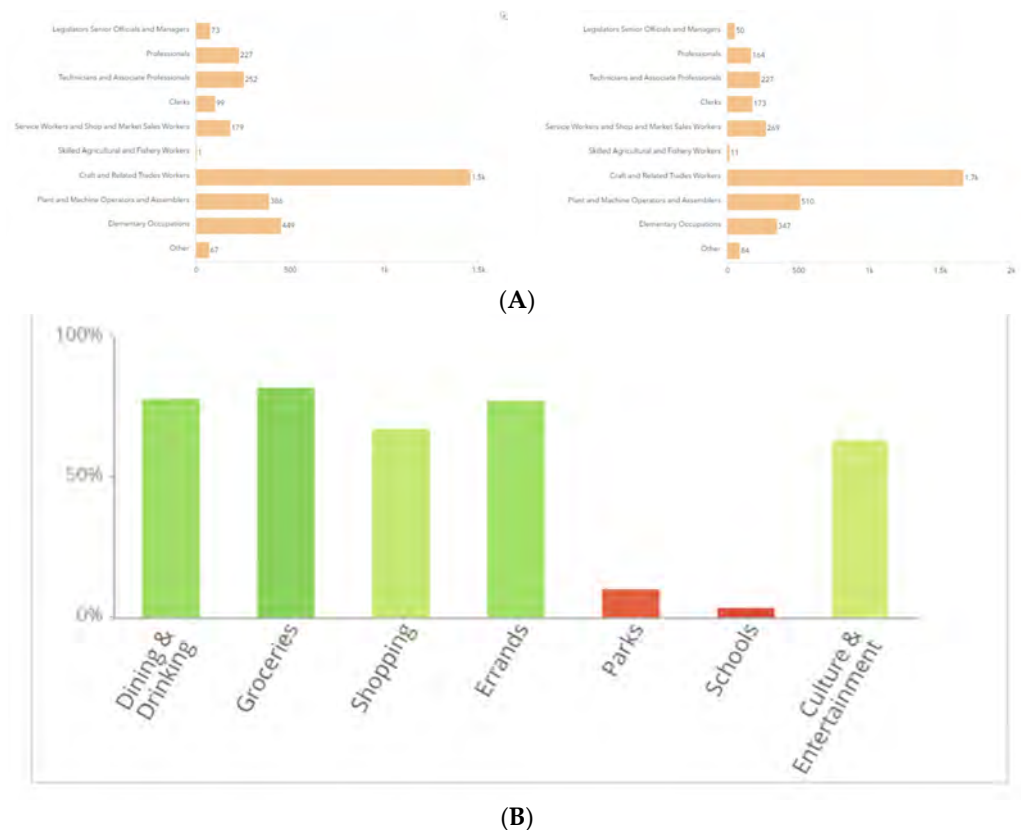 Legislators Senior Officials and Managers 73
Professionals 227
Technicians and Associate Professionals 252
Clerks 99
Service Workers and Shop and Market Sales Workers 179
Skilled Agricultural and Fishery Workers 1
Craft and Related Trades Workers 1.5k
Plant and Machine Operators and Assemblers 386
Elementary Occupations 449
Other 67
0 500 1k 1.5k
Legislators Senior Officials and Managers 50
Professionals 164
Technicians and Associate Professionals 227
Clerks 173
Service Workers and Shop and Market Sales Workers 269
Skilled Agricultural and Fishery Workers 11
Craft and Related Trades Workers 1.7k
Plant and Machine Operators and Assemblers 510
Elementary Occupations 347
Other 84
0 500 1k 1.5k 2k
(A)
100%
50%
0%
Dining &
Drinking
Groceries
Shopping
Errands
Parks
Schools
Culture &
Entertainment
(B)